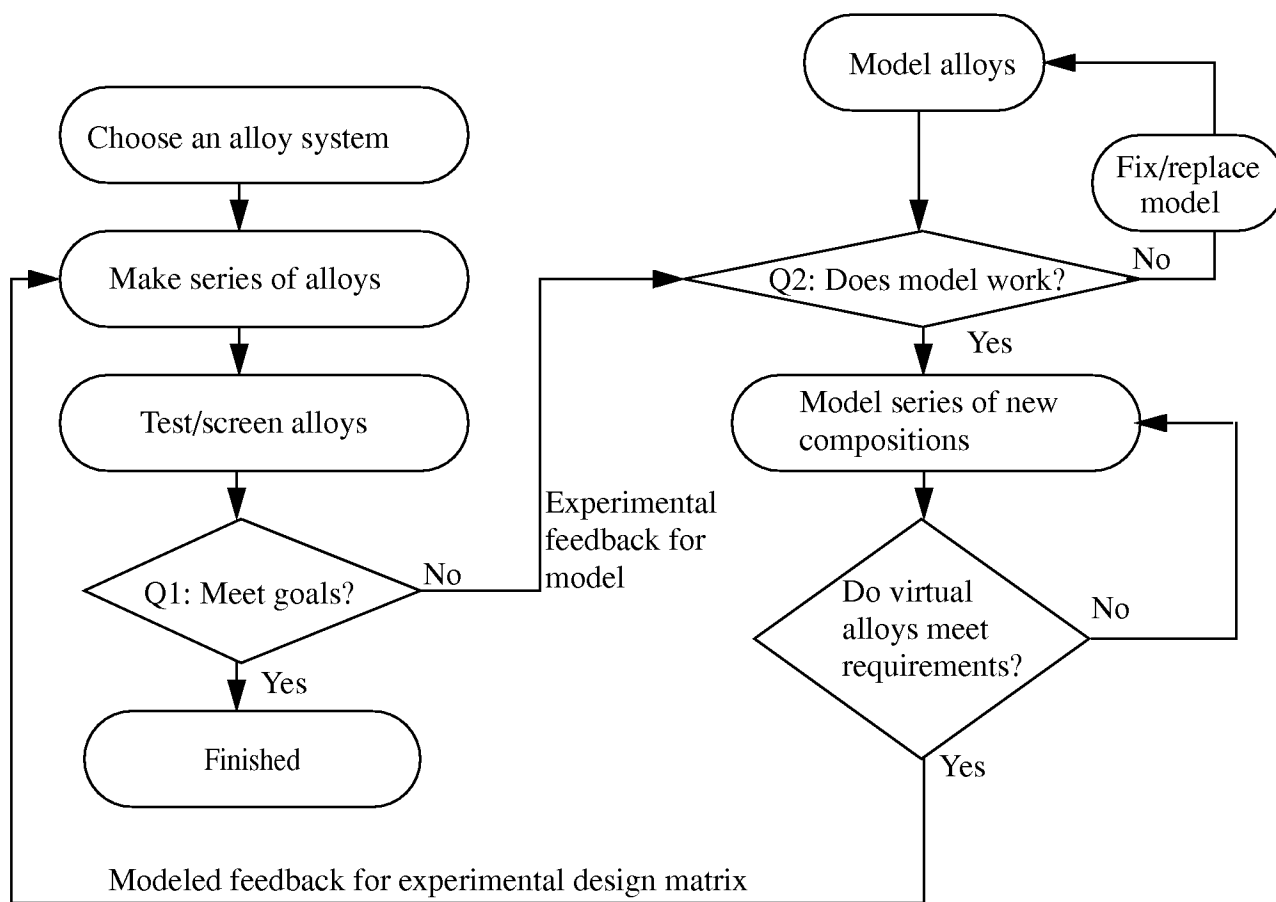 Choose an alloy system
Make series of alloys
Test/screen alloys
Q1: Meet goals?
No
Yes
Finished
Experimental
feedback for
model
Model alloys
Fix/replace
model
Q2: Does model work?
No
Yes
Model series of new
compositions
Do virtual
alloys meet
requirements?
No
Yes
Modeled feedback for experimental design matrix